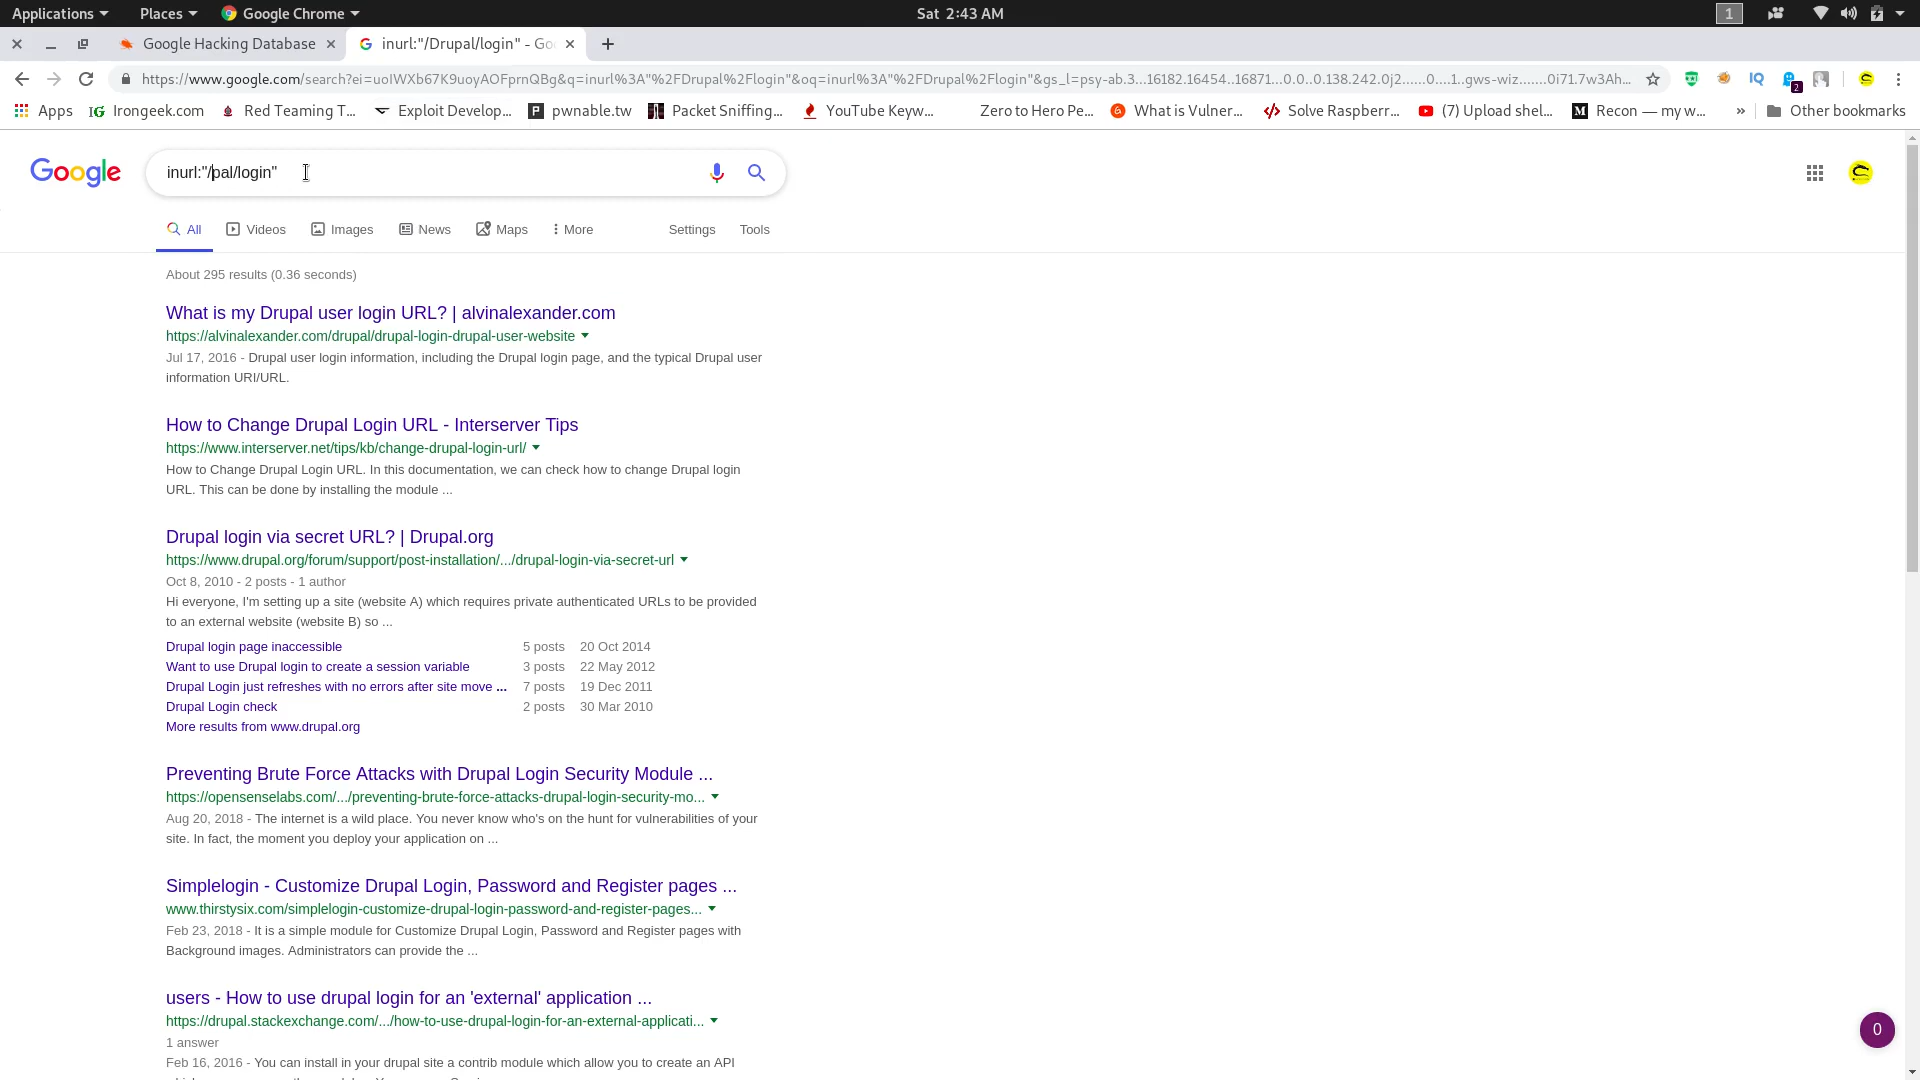 Applications Places Google Chrome Sat 2:43 AM 1
Google Hacking Database inurl:"/Drupal/login" - Go
https://www.google.com/search?ei=uoIWXb67K9uoyAOFprnQBg&q=inurl%3A"%2FDrupal%2Flogin"&oq=inurl%3A"%2FDrupal%2Flogin"&gs_l=psy-ab.3...16182.16454..16871...0.0..0.138.242.0j2......0....1..gws-wiz.......0i71.7w3Ah... IQ 2
Apps IG Irongeek.com Red Teaming T... Exploit Develop... P pwnable.tw Packet Sniffing,... YouTube Keyw... Zero to Hero Pe... What is Vulner... Solve Raspberr... (7) Upload shel... M Recon — my w... » Other bookmarks
Google inurl:"/pal/login"
All Videos Images News Maps More Settings Tools
About 295 results (0.36 seconds)
What is my Drupal user login URL? | alvinalexander.com
https://alvinalexander.com/drupal/drupal-login-drupal-user-website
Jul 17, 2016 - Drupal user login information, including the Drupal login page, and the typical Drupal user
information URI/URL.
How to Change Drupal Login URL - Interserver Tips
https://www.interserver.net/tips/kb/change-drupal-login-url/
How to Change Drupal Login URL. In this documentation, we can check how to change Drupal login
URL. This can be done by installing the module ...
Drupal login via secret URL? | Drupal.org
https://www.drupal.org/forum/support/post-installation/.../drupal-login-via-secret-url
Oct 8, 2010 - 2 posts - 1 author
Hi everyone, I'm setting up a site (website A) which requires private authenticated URLs to be provided
to an external website (website B) so ...
Drupal login page inaccessible 5 posts 20 Oct 2014
Want to use Drupal login to create a session variable 3 posts 22 May 2012
Drupal Login just refreshes with no errors after site move ... 7 posts 19 Dec 2011
Drupal Login check 2 posts 30 Mar 2010
More results from www.drupal.org
Preventing Brute Force Attacks with Drupal Login Security Module ...
https://opensenselabs.com/.../preventing-brute-force-attacks-drupal-login-security-mo...
Aug 20, 2018 - The internet is a wild place. You never know who's on the hunt for vulnerabilities of your
site. In fact, the moment you deploy your application on ...
Simplelogin - Customize Drupal Login, Password and Register pages ...
www.thirstysix.com/simplelogin-customize-drupal-login-password-and-register-pages...
Feb 23, 2018 - It is a simple module for Customize Drupal Login, Password and Register pages with
Background images. Administrators can provide the ...
users - How to use drupal login for an 'external' application ...
https://drupal.stackexchange.com/.../how-to-use-drupal-login-for-an-external-applicati...
1 answer
Feb 16, 2016 - You can install in your drupal site a contrib module which allow you to create an API
0